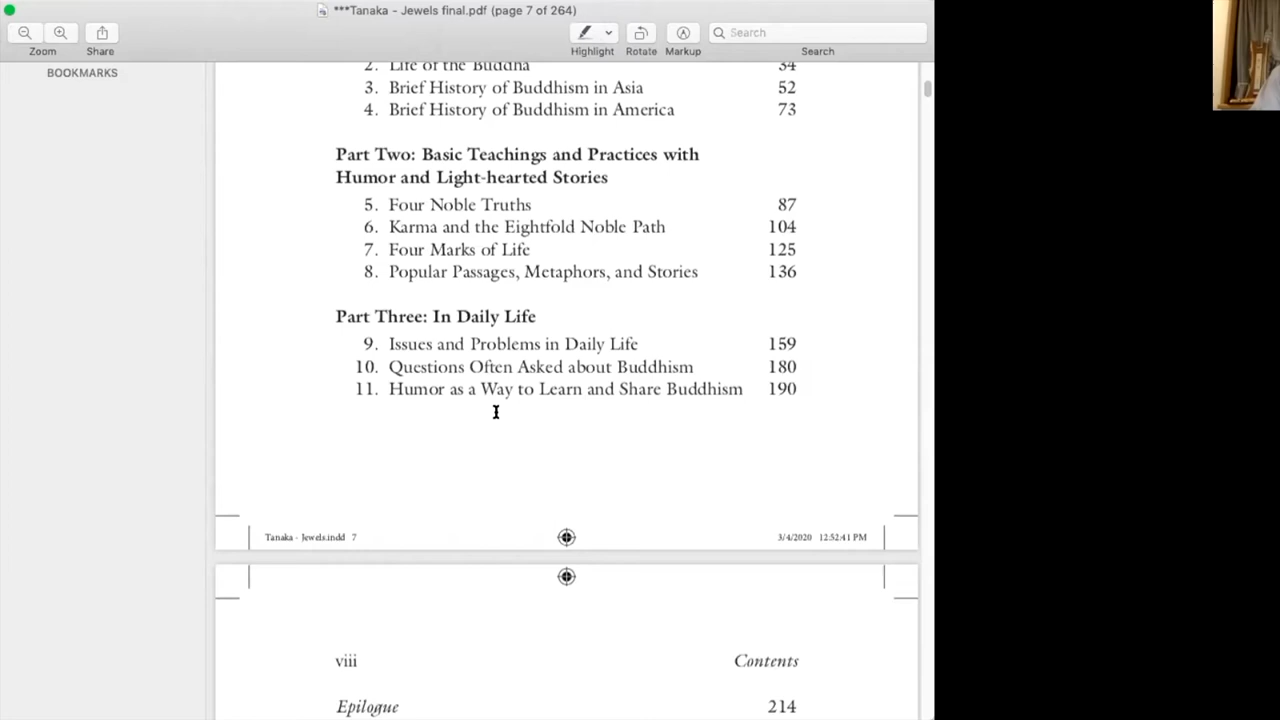 ***Tanaka - Jewels final.pdf (page 7 of 264)
Search
Zoom Share Highlight Rotate Markup Search
BOOKMARKS
2. Life of the Buddha 34
3. Brief History of Buddhism in Asia 52
4. Brief History of Buddhism in America 73
Part Two: Basic Teachings and Practices with
Humor and Light-hearted Stories
5. Four Noble Truths 87
6. Karma and the Eightfold Noble Path 104
7. Four Marks of Life 125
8. Popular Passages, Metaphors, and Stories 136
Part Three: In Daily Life
9. Issues and Problems in Daily Life 159
10. Questions Often Asked about Buddhism 180
11. Humor as a Way to Learn and Share Buddhism 190
Tanaka - Jewels.indd 7 3/4/2020 12:52:41 PM
viii Contents
Epilogue 214